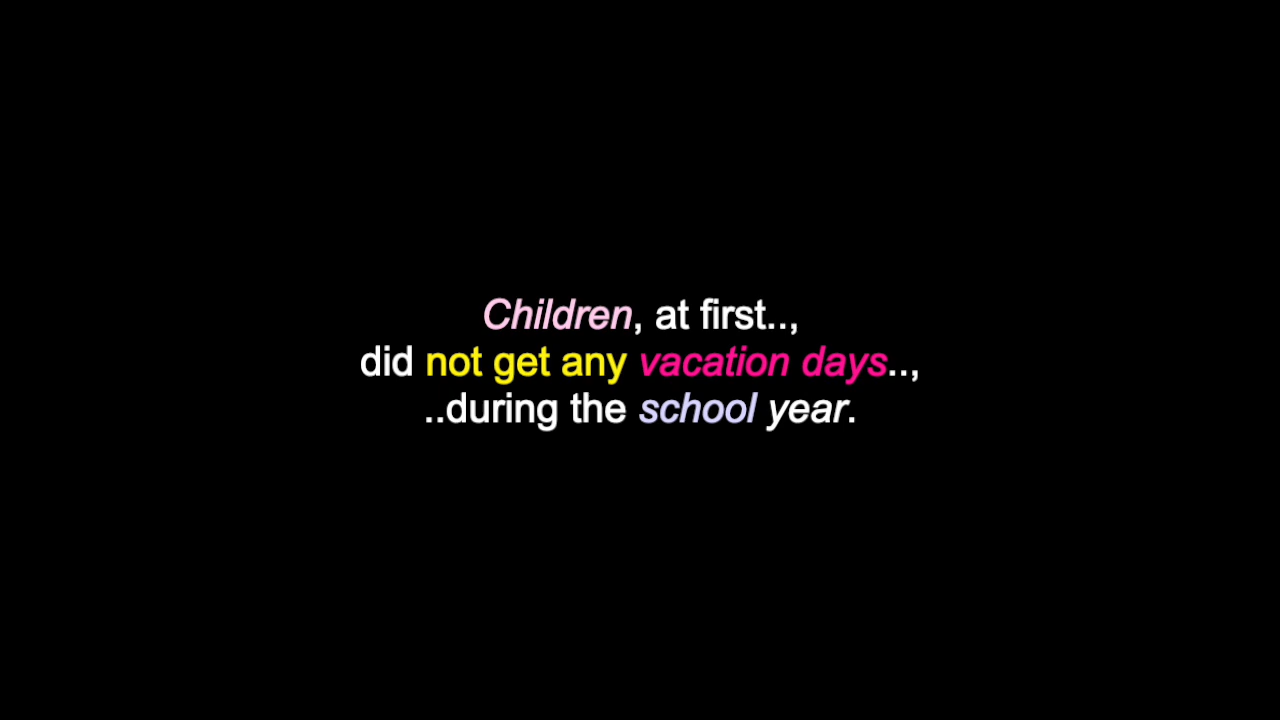 Children, at first..,
did not get any vacation days..,
..during the school year.